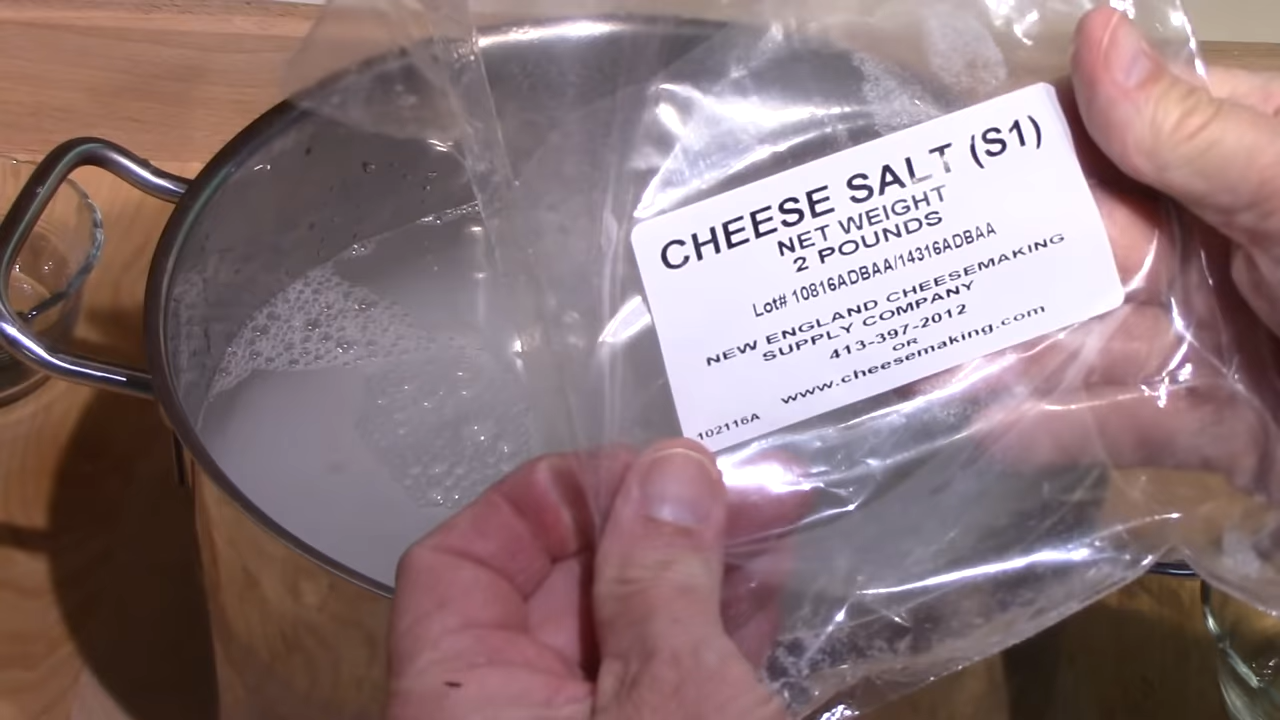 CHEESE SALT (S1)
NET WEIGHT
2 POUNDS
Lot# 10816ADBAA/14316ADBAA
NEW ENGLAND CHEESEMAKING
SUPPLY COMPANY
413-397-2012
OR
www.cheesemaking.com
102116A